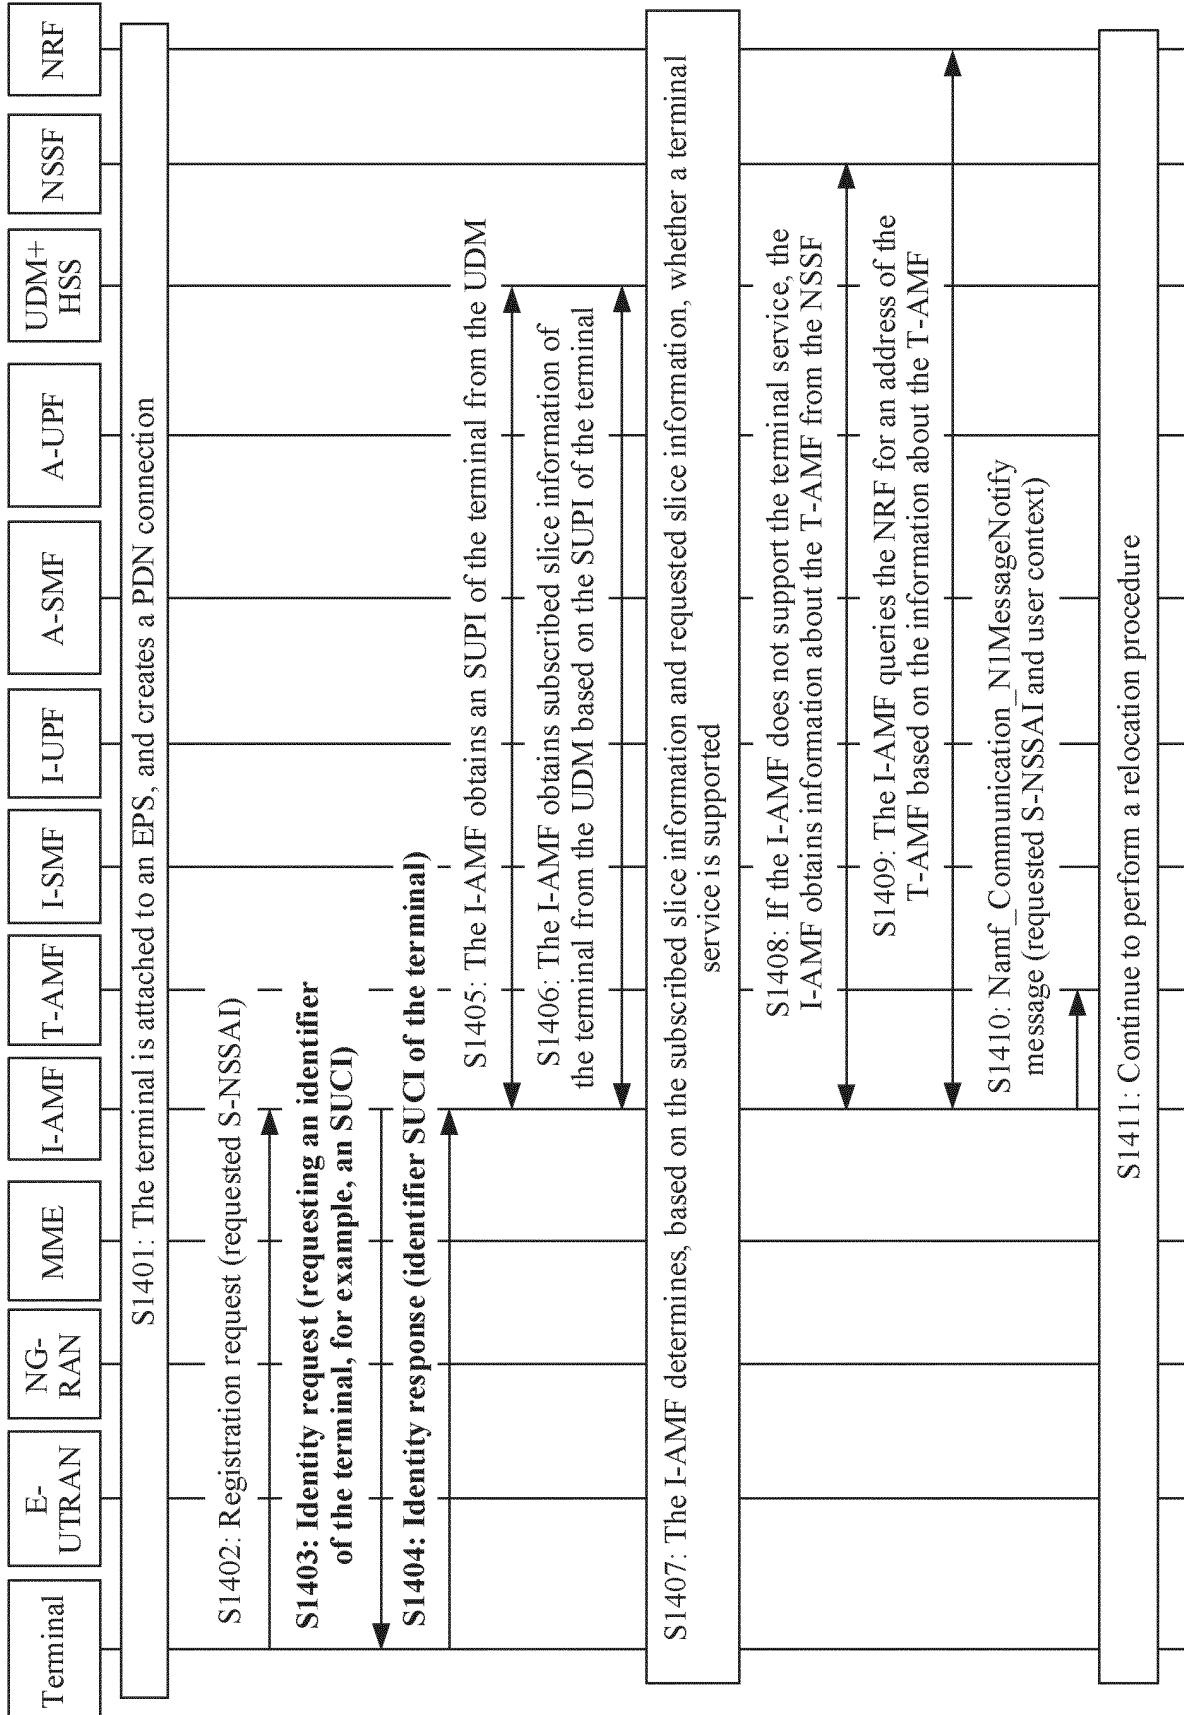 Terminal
E-
UTRAN
NG-
RAN
MME
I-AMF
T-AMF
I-SMF
I-UPF
A-SMF
A-UPF
UDM+
HSS
NSSF
NRF
S1401: The terminal is attached to an EPS, and creates a PDN connection
S1402: Registration request (requested S-NSSAI)
S1403: Identity request (requesting an identifier
of the terminal, for example, an SUCI)
S1404: Identity response (identifier SUCI of the terminal)
S1405: The I-AMF obtains an SUPI of the terminal from the UDM
S1406: The I-AMF obtains subscribed slice information of
the terminal from the UDM based on the SUPI of the terminal
S1407: The I-AMF determines, based on the subscribed slice information and requested slice information, whether a terminal
service is supported
S1408: If the I-AMF does not support the terminal service, the
I-AMF obtains information about the T-AMF from the NSSF
S1409: The I-AMF queries the NRF for an address of the
T-AMF based on the information about the T-AMF
S1410: Namf_Communication_N1MessageNotify
message (requested S-NSSAI and user context)
S1411: Continue to perform a relocation procedure